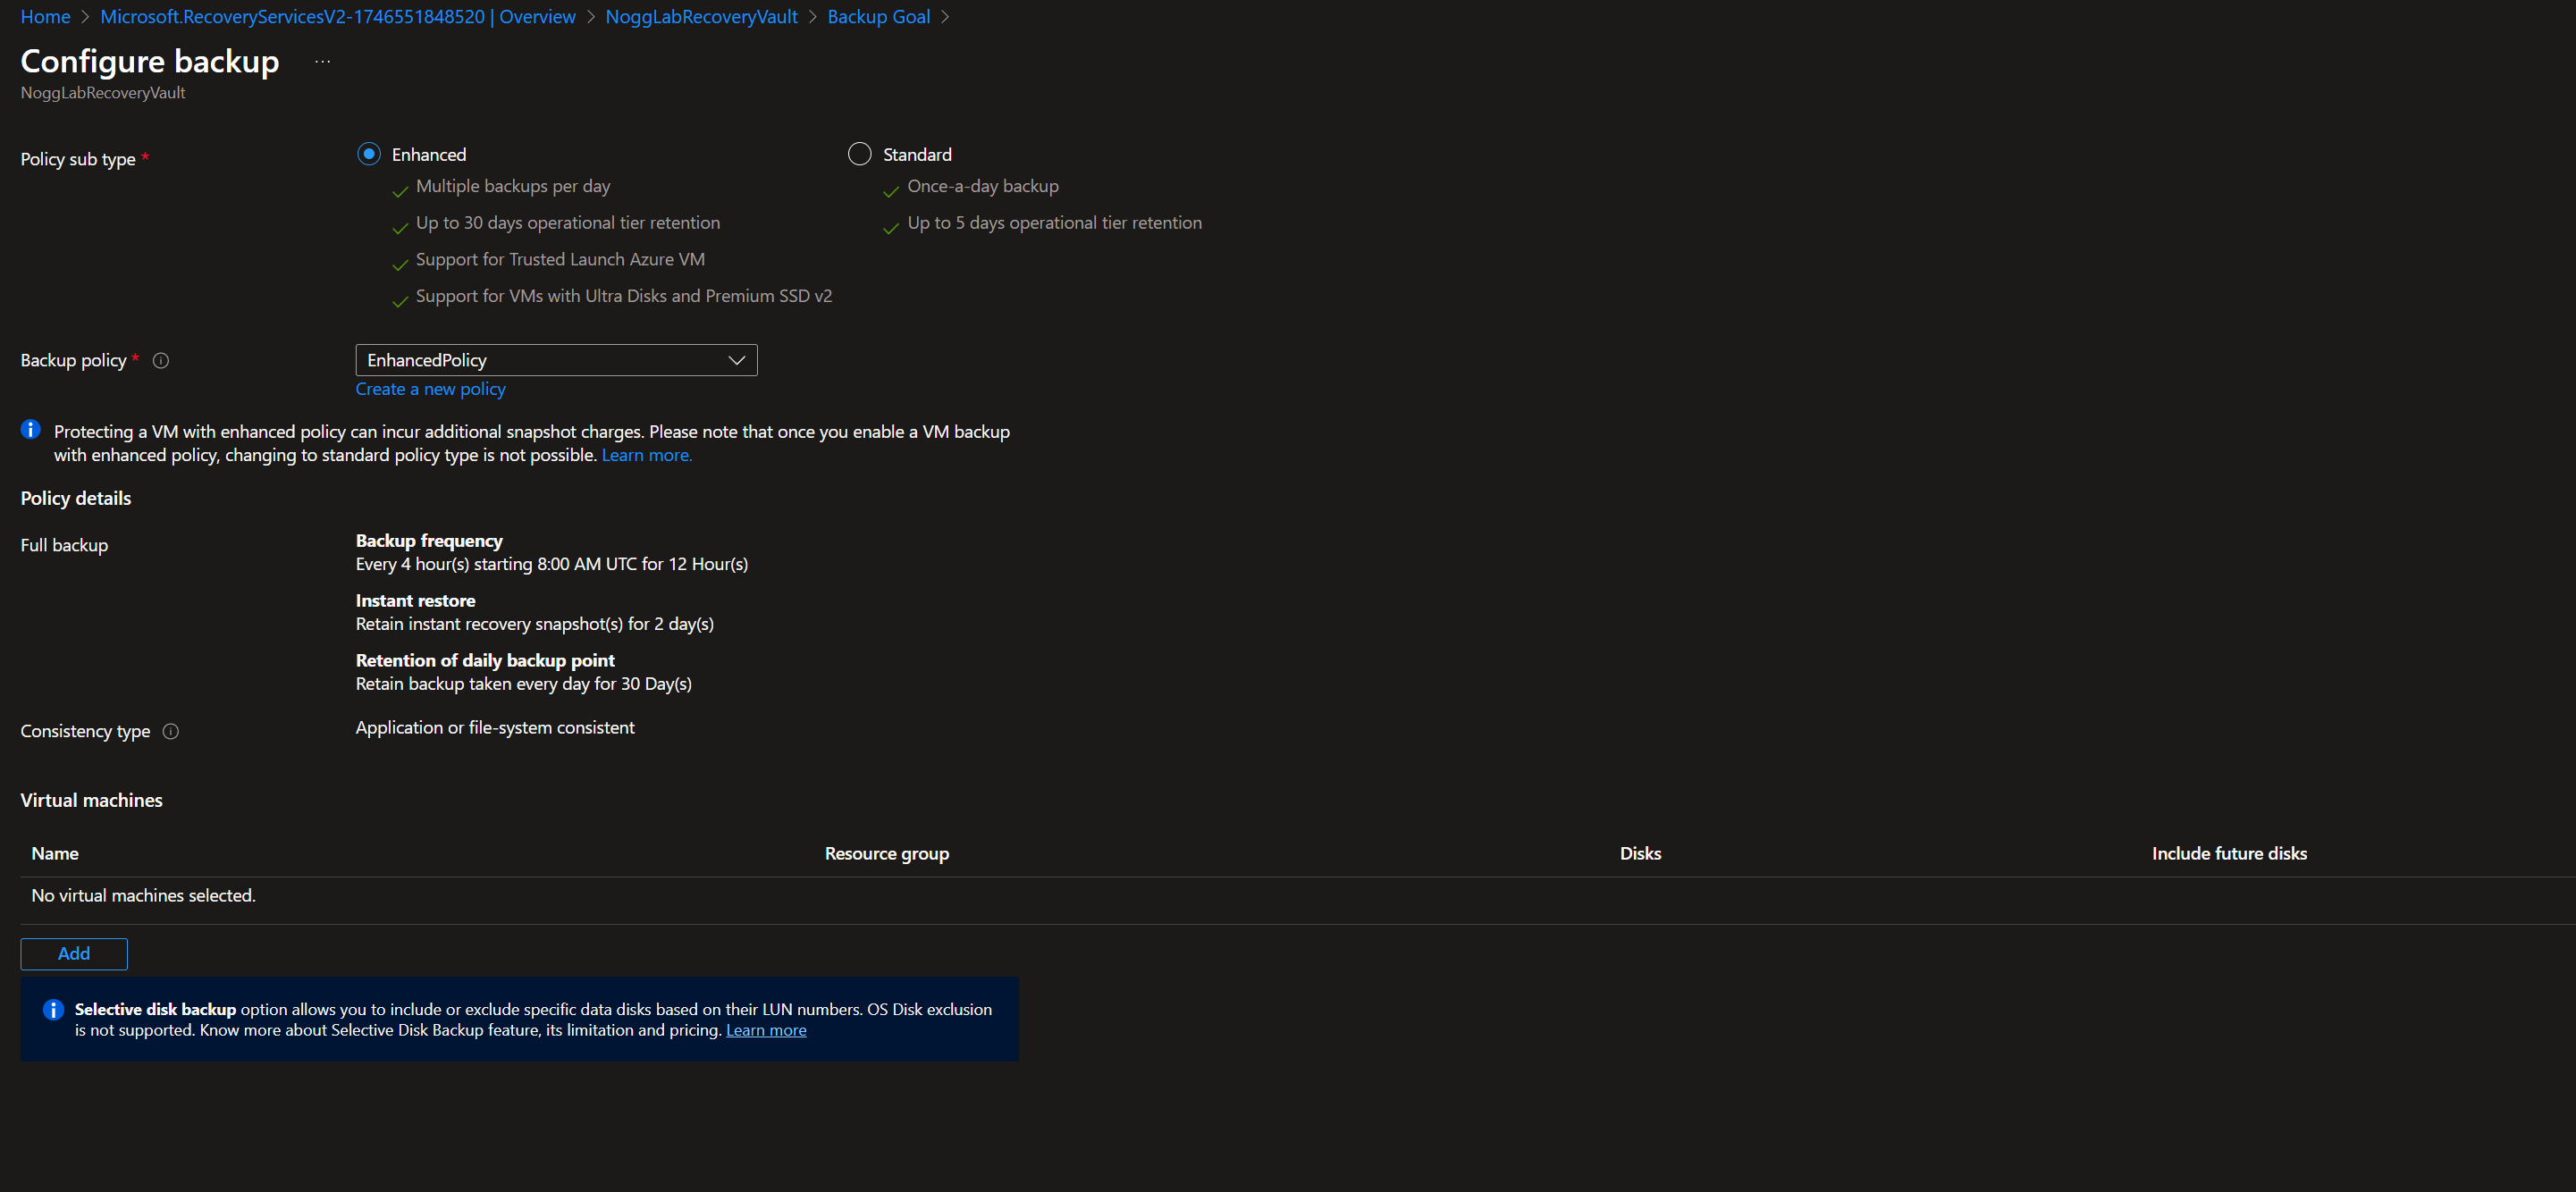 Home > Microsoft.RecoveryServicesV2-1746551848520 | Overview > NoggLabRecoveryVault > Backup Goal >
Configure backup ...
NoggLabRecoveryVault
Policy sub type *
Enhanced
Multiple backups per day
Up to 30 days operational tier retention
Support for Trusted Launch Azure VM
Support for VMs with Ultra Disks and Premium SSD v2
Standard
Once-a-day backup
Up to 5 days operational tier retention
Backup policy *
EnhancedPolicy
Create a new policy
Protecting a VM with enhanced policy can incur additional snapshot charges. Please note that once you enable a VM backup
with enhanced policy, changing to standard policy type is not possible. Learn more.
Policy details
Full backup
Backup frequency
Every 4 hour(s) starting 8:00 AM UTC for 12 Hour(s)
Instant restore
Retain instant recovery snapshot(s) for 2 day(s)
Retention of daily backup point
Retain backup taken every day for 30 Day(s)
Consistency type
Application or file-system consistent
Virtual machines
Name Resource group Disks Include future disks
No virtual machines selected.
Add
Selective disk backup option allows you to include or exclude specific data disks based on their LUN numbers. OS Disk exclusion
is not supported. Know more about Selective Disk Backup feature, its limitation and pricing. Learn more